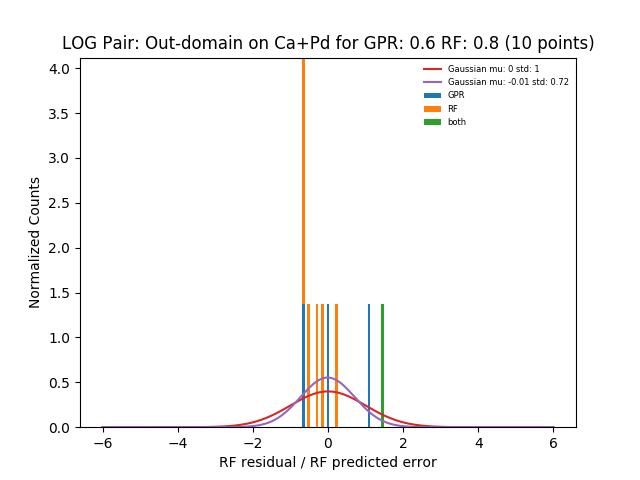 LOG Pair: Out-domain on Ca+Pd for GPR: 0.6 RF: 0.8 (10 points)
Gaussian mu: 0 std: 1
Gaussian mu: -0.01 std: 0.72
GPR
RF
both
Normalized Counts
4.0
3.5
3.0
2.5
2.0
1.5
1.0
0.5
0.0
−6 −4 −2 0 2 4 6
RF residual / RF predicted error